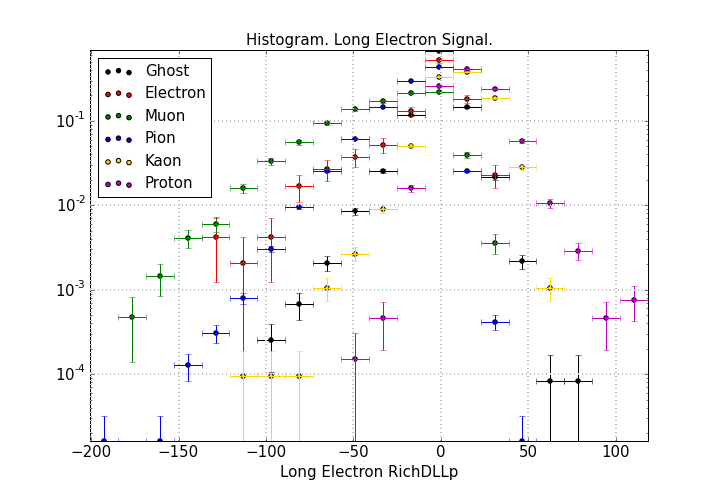 Histogram. Long Electron Signal.
Ghost
Electron
Muon
Pion
Kaon
Proton
10^-1
10^-2
10^-3
10^-4
−200 −150 −100 −50 0 50 100
Long Electron RichDLLp